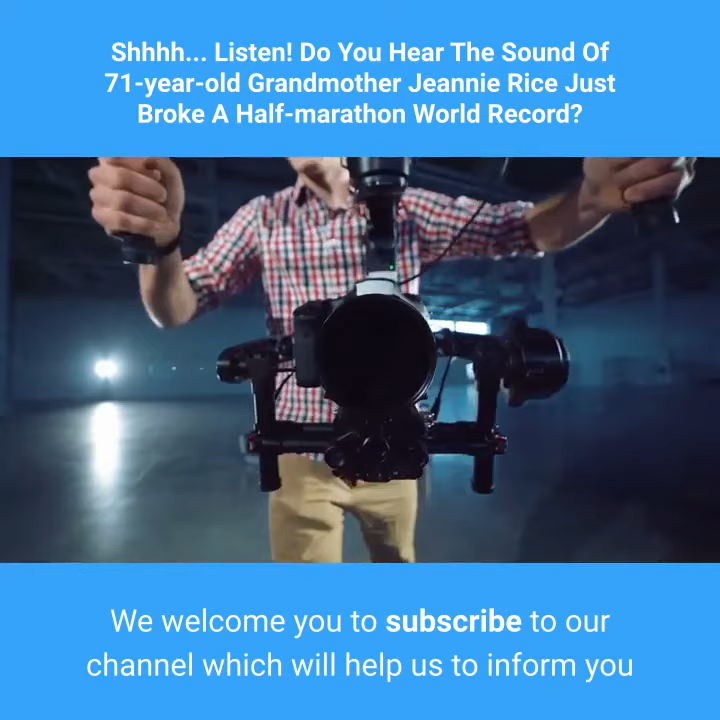 Shhhh... Listen! Do You Hear The Sound Of
71-year-old Grandmother Jeannie Rice Just
Broke A Half-marathon World Record?
We welcome you to subscribe to our
channel which will help us to inform you